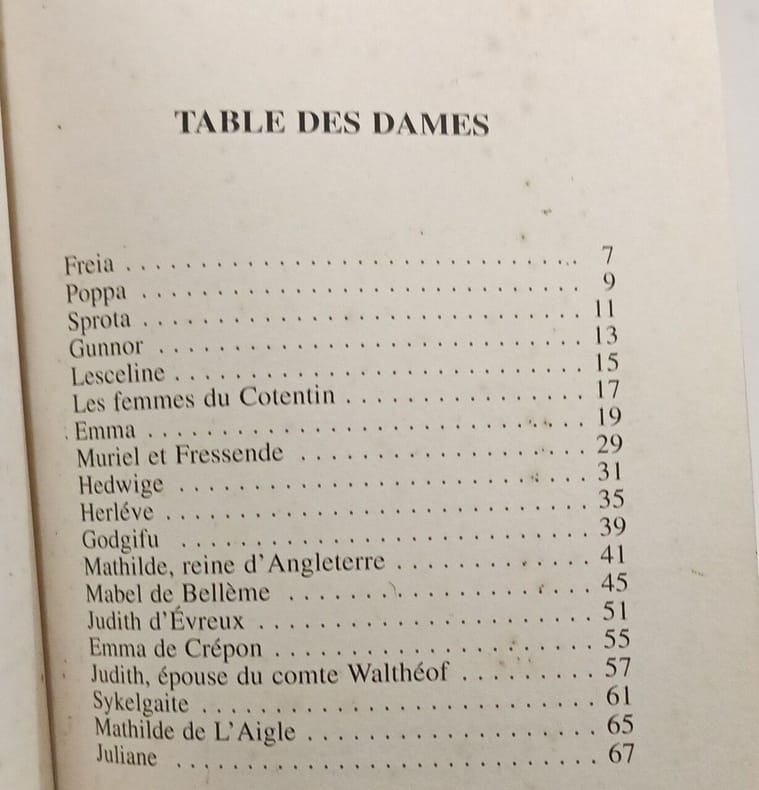 TABLE DES DAMES
Freia . . . . . . . . . . . . . . . . . . . . . . . . . . . . . . . 7
Poppa . . . . . . . . . . . . . . . . . . . . . . . . . . . . . . 9
Sprota . . . . . . . . . . . . . . . . . . . . . . . . . . . . . . 11
Gunnor . . . . . . . . . . . . . . . . . . . . . . . . . . . . . 13
Lesceline . . . . . . . . . . . . . . . . . . . . . . . . . . . . 15
Les femmes du Cotentin . . . . . . . . . . . . . . . . 17
Emma . . . . . . . . . . . . . . . . . . . . . . . . . . . . . . 19
Muriel et Fressende . . . . . . . . . . . . . . . . . . . 29
Hedwige . . . . . . . . . . . . . . . . . . . . . . . . . . . . 31
Herléve . . . . . . . . . . . . . . . . . . . . . . . . . . . . . 35
Godgifu . . . . . . . . . . . . . . . . . . . . . . . . . . . . 39
Mathilde, reine d'Angleterre . . . . . . . . . . . . . 41
Mabel de Bellème . . . . . . . . . . . . . . . . . . . . . 45
Judith d'Évreux . . . . . . . . . . . . . . . . . . . . . . . 51
Emma de Crépon . . . . . . . . . . . . . . . . . . . . . . 55
Judith, épouse du comte Walthéof . . . . . . . . . 57
Sykelgaite . . . . . . . . . . . . . . . . . . . . . . . . . . . 61
Mathilde de L'Aigle . . . . . . . . . . . . . . . . . . . 65
Juliane . . . . . . . . . . . . . . . . . . . . . . . . . . . . . 67